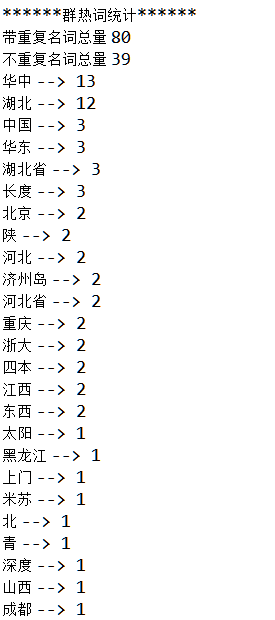 ******群热词统计******
带重复名词总量 80
不重复名词总量 39
华中 --> 13
湖北 --> 12
中国 --> 3
华东 --> 3
湖北省 --> 3
长度 --> 3
北京 --> 2
陕 --> 2
河北 --> 2
济州岛 --> 2
河北省 --> 2
重庆 --> 2
浙大 --> 2
四本 --> 2
江西 --> 2
东西 --> 2
太阳 --> 1
黑龙江 --> 1
上门 --> 1
米苏 --> 1
北 --> 1
青 --> 1
深度 --> 1
山西 --> 1
成都 --> 1